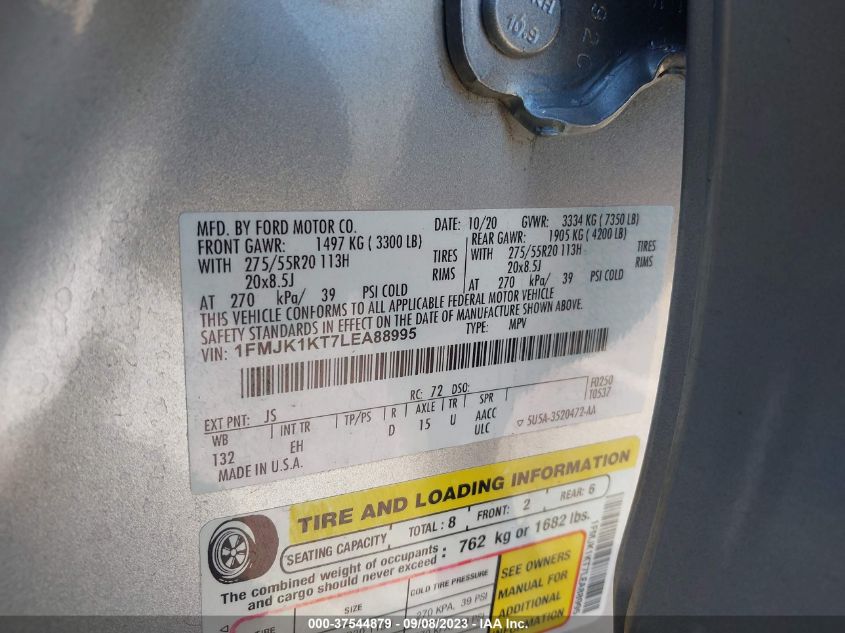 10.9
92C
MFD. BY FORD MOTOR CO.
DATE: 10/20 GVWR: 3334 KG ( 7350 LB)
FRONT GAWR: 1497 KG ( 3300 LB)
REAR GAWR: 1905 KG ( 4200 LB)
WITH 275/55R20 113H TIRES
WITH 275/55R20 113H TIRES
20x8.5J RIMS
20x8.5J RIMS
AT 270 kPa/ 39 PSI COLD
AT 270 kPa/ 39 PSI COLD
THIS VEHICLE CONFORMS TO ALL APPLICABLE FEDERAL MOTOR VEHICLE
SAFETY STANDARDS IN EFFECT ON THE DATE OF MANUFACTURE SHOWN ABOVE.
VIN: 1FMJK1KT7LEA88995
TYPE: MPV
EXT PNT: JS RC: 72 DSO:
F0250
T0537
WB INT TR TP/PS R AXLE TR SPR
132 EH D 15 U AACC
ULC
5U5A-3520472-AA
MADE IN U.S.A.
TIRE AND LOADING INFORMATION
SEATING CAPACITY TOTAL : 8 FRONT: 2 REAR: 6
The combined weight of occupants and cargo should never exceed : 762 kg or 1682 lbs.
1FMJK1KT7LEA88995
TIRE SIZE COLD TIRE PRESSURE
270 KPA, 39 PSI
SEE OWNERS
MANUAL FOR
ADDITIONAL
INFORMATION
000-37544879 - 09/08/2023 - IAA Inc.